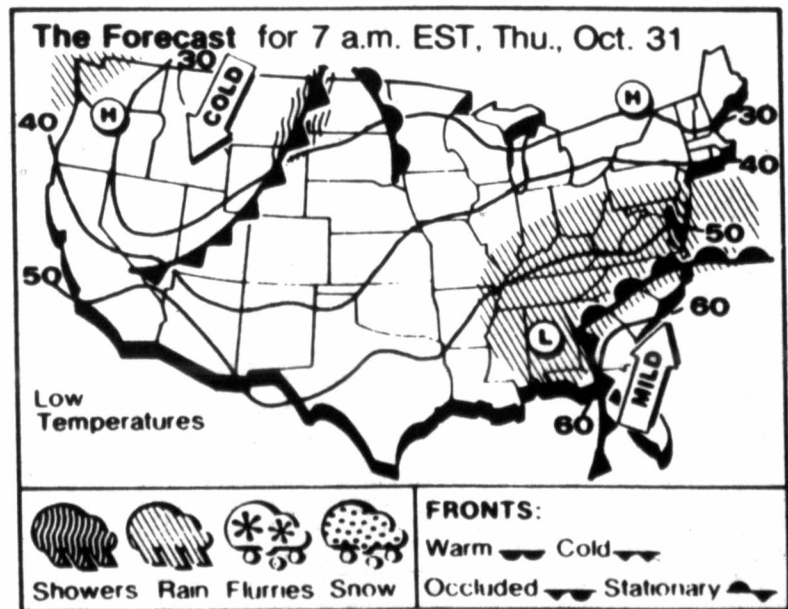 The Forecast for 7 a.m. EST, Thu., Oct. 31
30
COLD
H
H
40
30
40
50
50
60
L
MILD
60
Low
Temperatures
FRONTS:
Warm Cold
Showers Rain Flurries Snow
Occluded Stationary